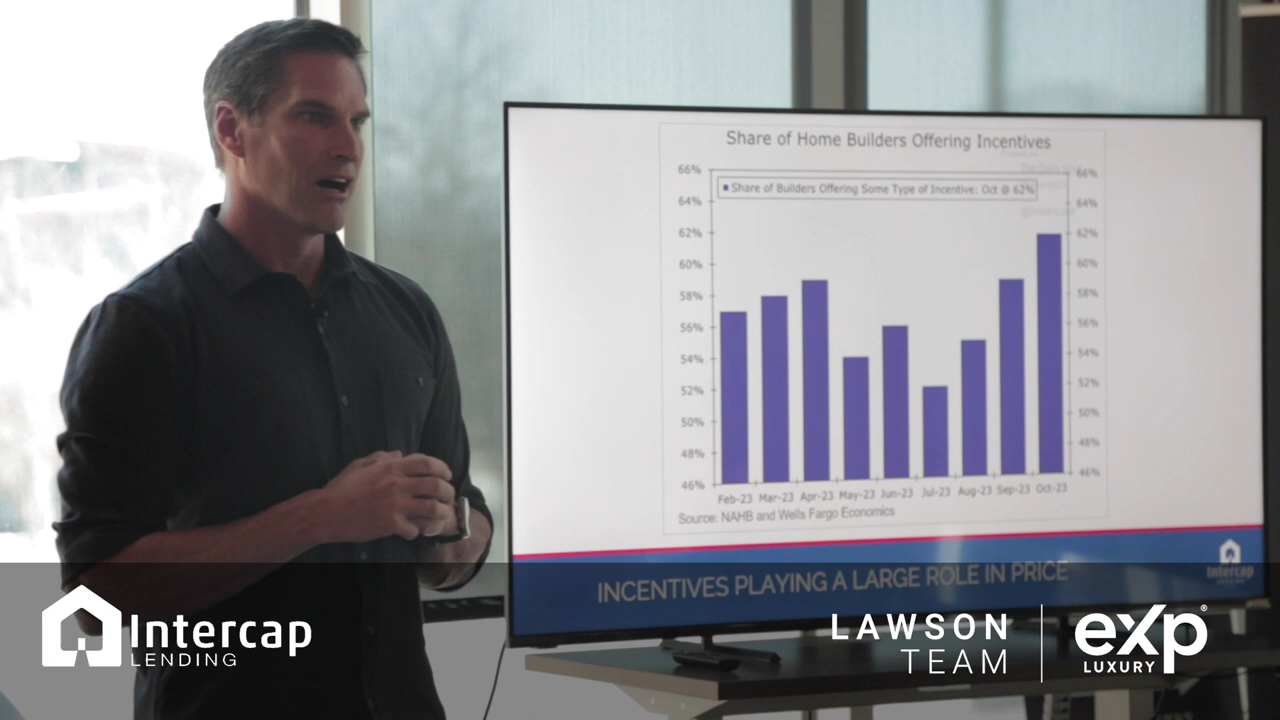 Share of Home Builders Offering Incentives
Share of Builders Offering Some Type of Incentive: Oct @ 62%
66%
64%
62%
60%
58%
56%
54%
52%
50%
48%
46%
66%
64%
62%
60%
58%
56%
54%
52%
50%
48%
46%
Feb-23 Mar-23 Apr-23 May-23 Jun-23 Jul-23 Aug-23 Sep-23 Oct-23
Source: NAHB and Wells Fargo Economics
INCENTIVES PLAYING A LARGE ROLE IN PRICE
Intercap
Intercap
LENDING
LAWSON
TEAM
eXp®
LUXURY